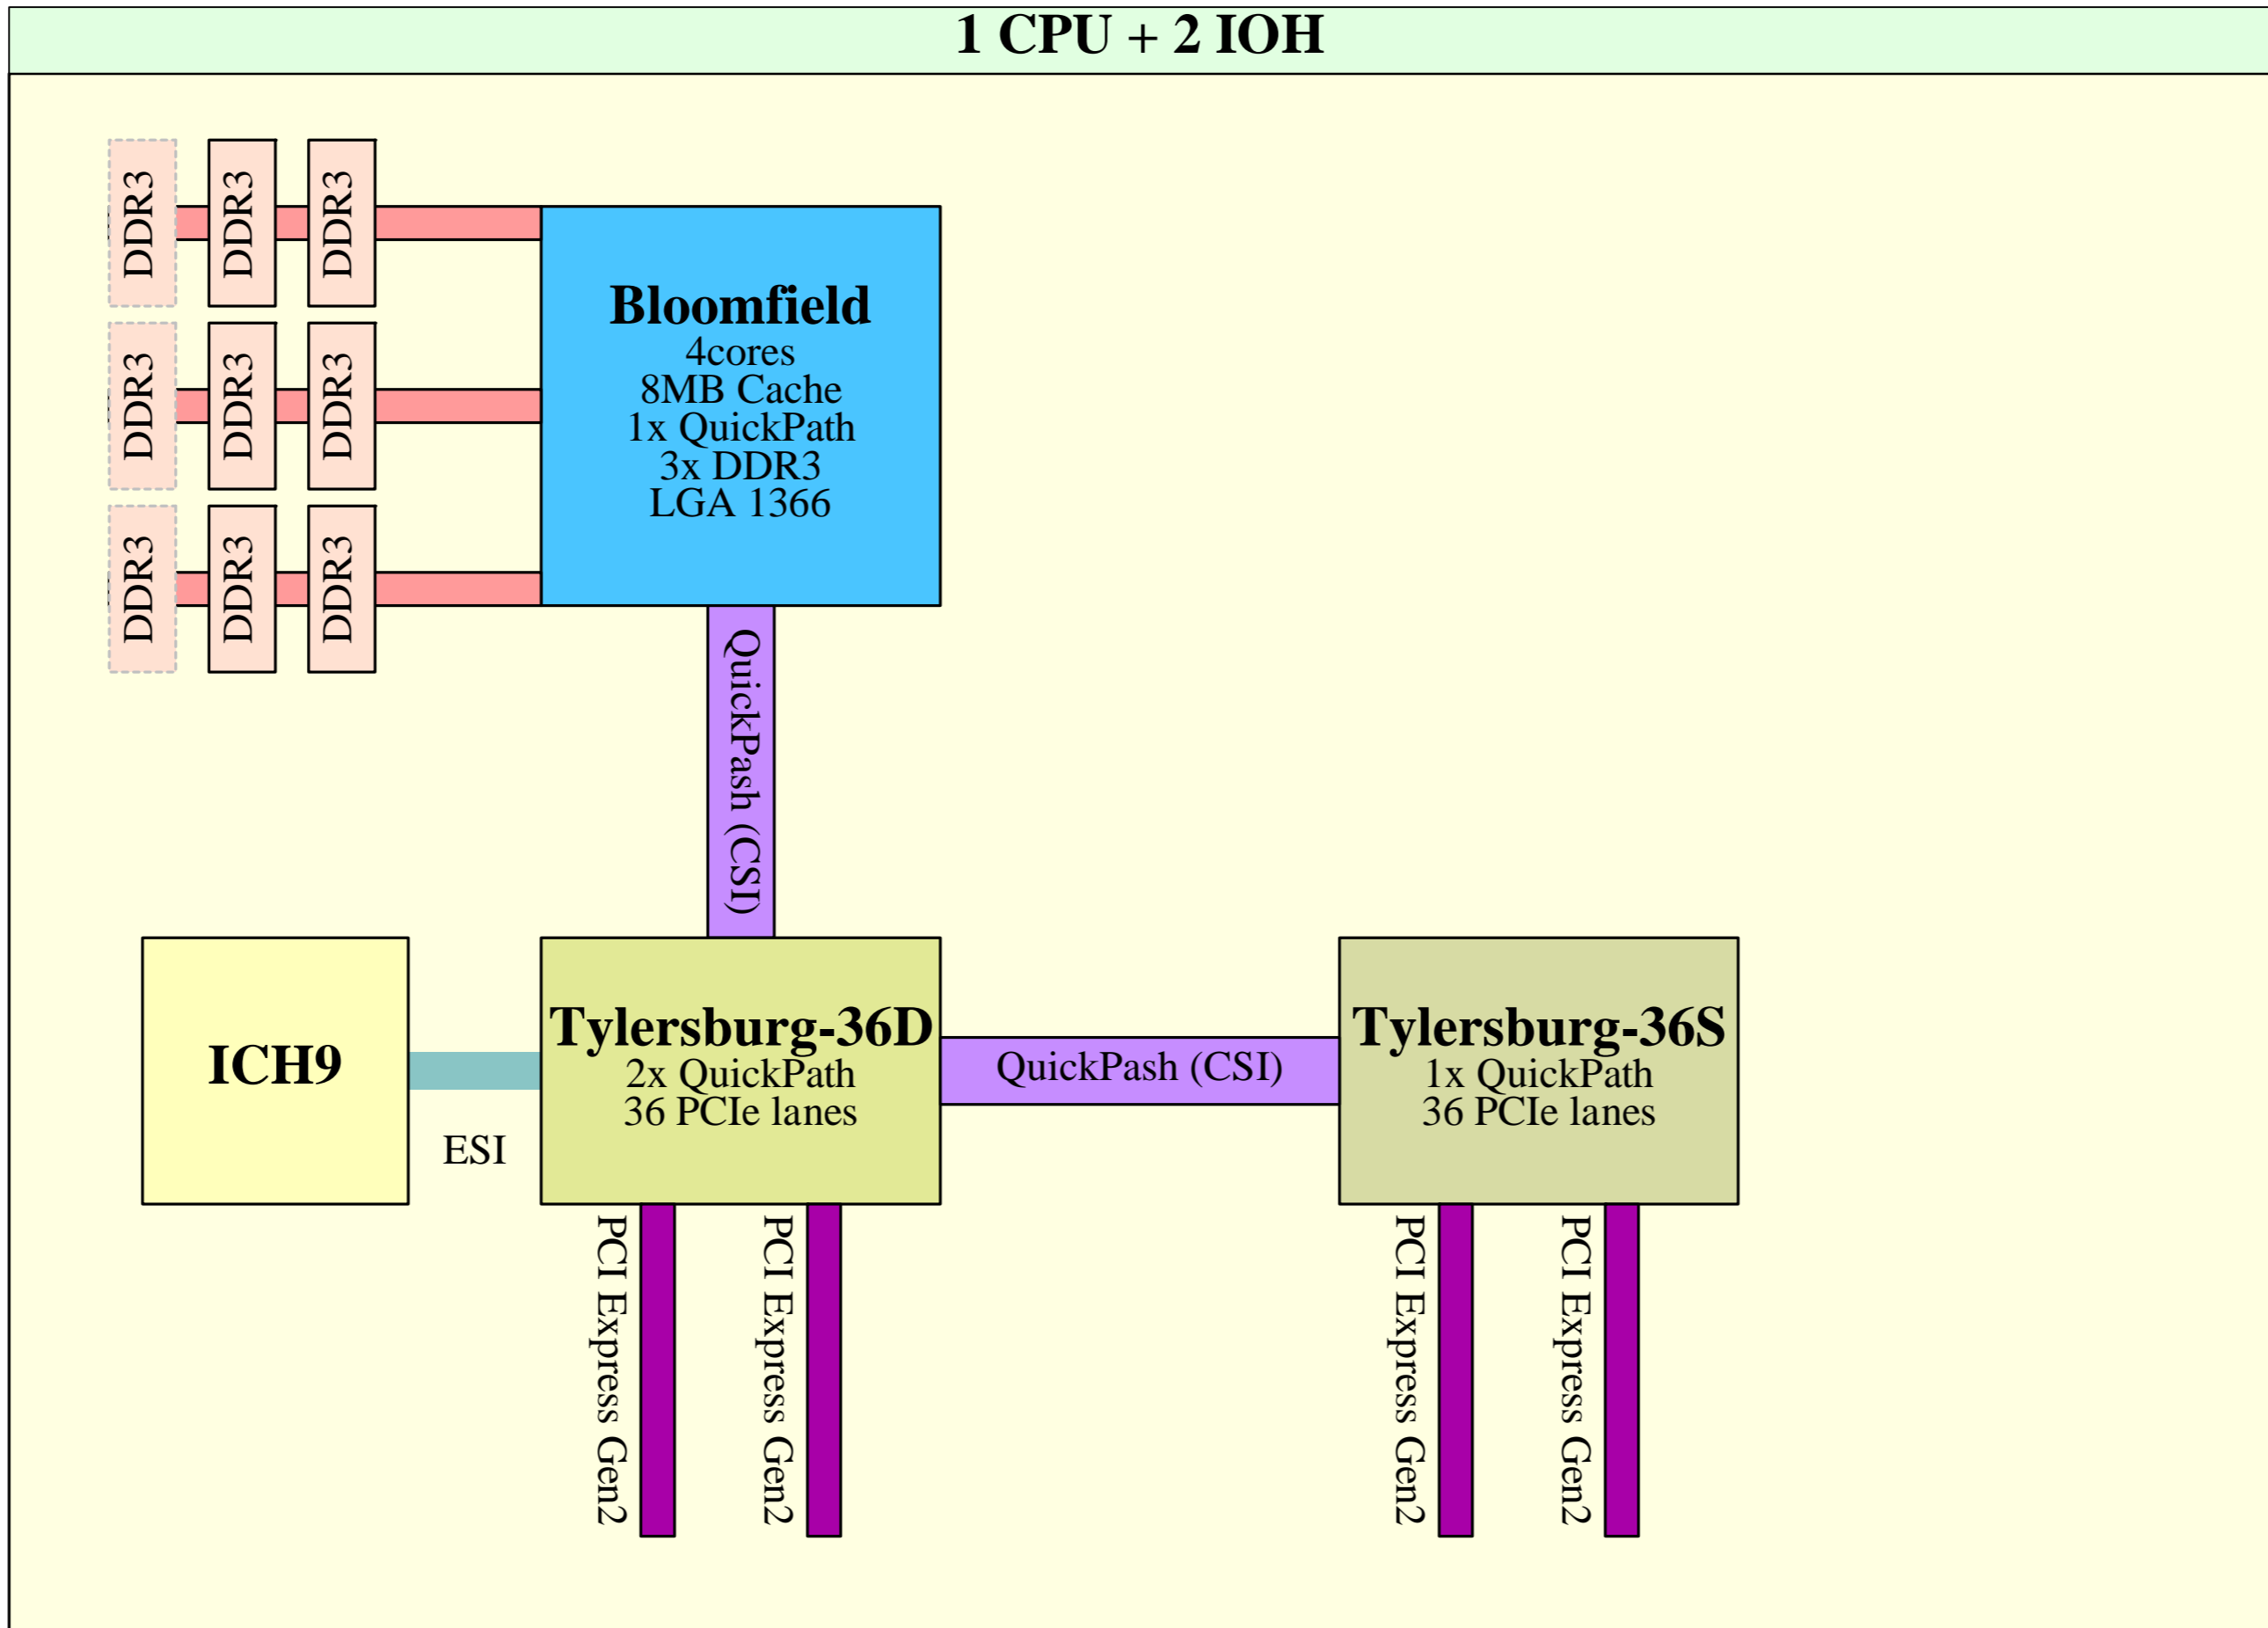 1 CPU + 2 IOH
DDR3
DDR3
DDR3
DDR3
DDR3
DDR3
DDR3
DDR3
DDR3
Bloomfield
4cores
8MB Cache
1x QuickPath
3x DDR3
LGA 1366
QuickPash (CSI)
ICH9
ESI
Tylersburg-36D
2x QuickPath
36 PCIe lanes
QuickPash (CSI)
Tylersburg-36S
1x QuickPath
36 PCIe lanes
PCI Express Gen2
PCI Express Gen2
PCI Express Gen2
PCI Express Gen2